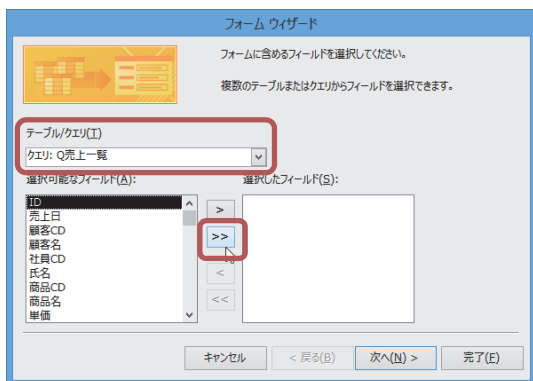 フォーム ウィザード
フォームに含めるフィールドを選択してください。
複数のテーブルまたはクエリからフィールドを選択できます。
テーブル/クエリ(T)
クエリ: Q売上一覧
選択可能なフィールド(A):
選択したフィールド(S):
ID
売上日
顧客CD
顧客名
社員CD
氏名
商品CD
商品名
単価
>
>>
<
<<
キャンセル
< 戻る(B)
次へ(N) >
完了(F)